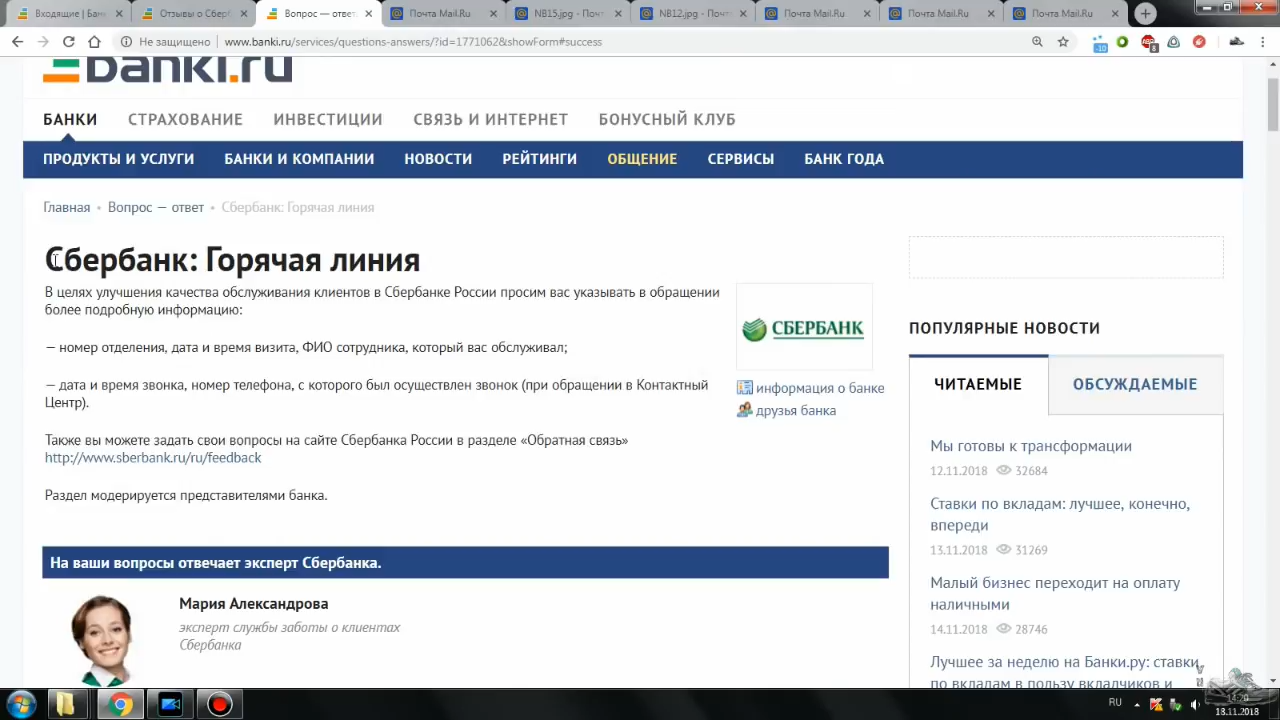 Входящие | Банки
Отзывы о Сбер
Вопрос — ответ
Почта Mail.Ru
NB15.jpg - Почт
NB12.jpg - Почт
Почта Mail.Ru
Почта Mail.Ru
Почта Mail.Ru
Не защищено
www.banki.ru/services/questions-answers/?id=1771062&showForm#success
-10
ABP
8
banki.ru
БАНКИ СТРАХОВАНИЕ ИНВЕСТИЦИИ СВЯЗЬ И ИНТЕРНЕТ БОНУСНЫЙ КЛУБ
ПРОДУКТЫ И УСЛУГИ БАНКИ И КОМПАНИИ НОВОСТИ РЕЙТИНГИ ОБЩЕНИЕ СЕРВИСЫ БАНК ГОДА
Главная • Вопрос — ответ • Сбербанк: Горячая линия
Сбербанк: Горячая линия
В целях улучшения качества обслуживания клиентов в Сбербанке России просим вас указывать в обращении
более подробную информацию:
— номер отделения, дата и время визита, ФИО сотрудника, который вас обслуживал;
— дата и время звонка, номер телефона, с которого был осуществлен звонок (при обращении в Контактный
Центр).
Также вы можете задать свои вопросы на сайте Сбербанка России в разделе «Обратная связь»
http://www.sberbank.ru/ru/feedback
Раздел модерируется представителями банка.
СБЕРБАНК
информация о банке
друзья банка
На ваши вопросы отвечает эксперт Сбербанка.
Мария Александрова
эксперт службы заботы о клиентах
Сбербанка
ПОПУЛЯРНЫЕ НОВОСТИ
ЧИТАЕМЫЕ ОБСУЖДАЕМЫЕ
Мы готовы к трансформации
12.11.2018 32684
Ставки по вкладам: лучшее, конечно,
впереди
13.11.2018 31269
Малый бизнес переходит на оплату
наличными
14.11.2018 28746
Лучшее за неделю на Банки.ру: ставки
по вкладам в пользу вкладчиков и
RU
14:20
18.11.2018